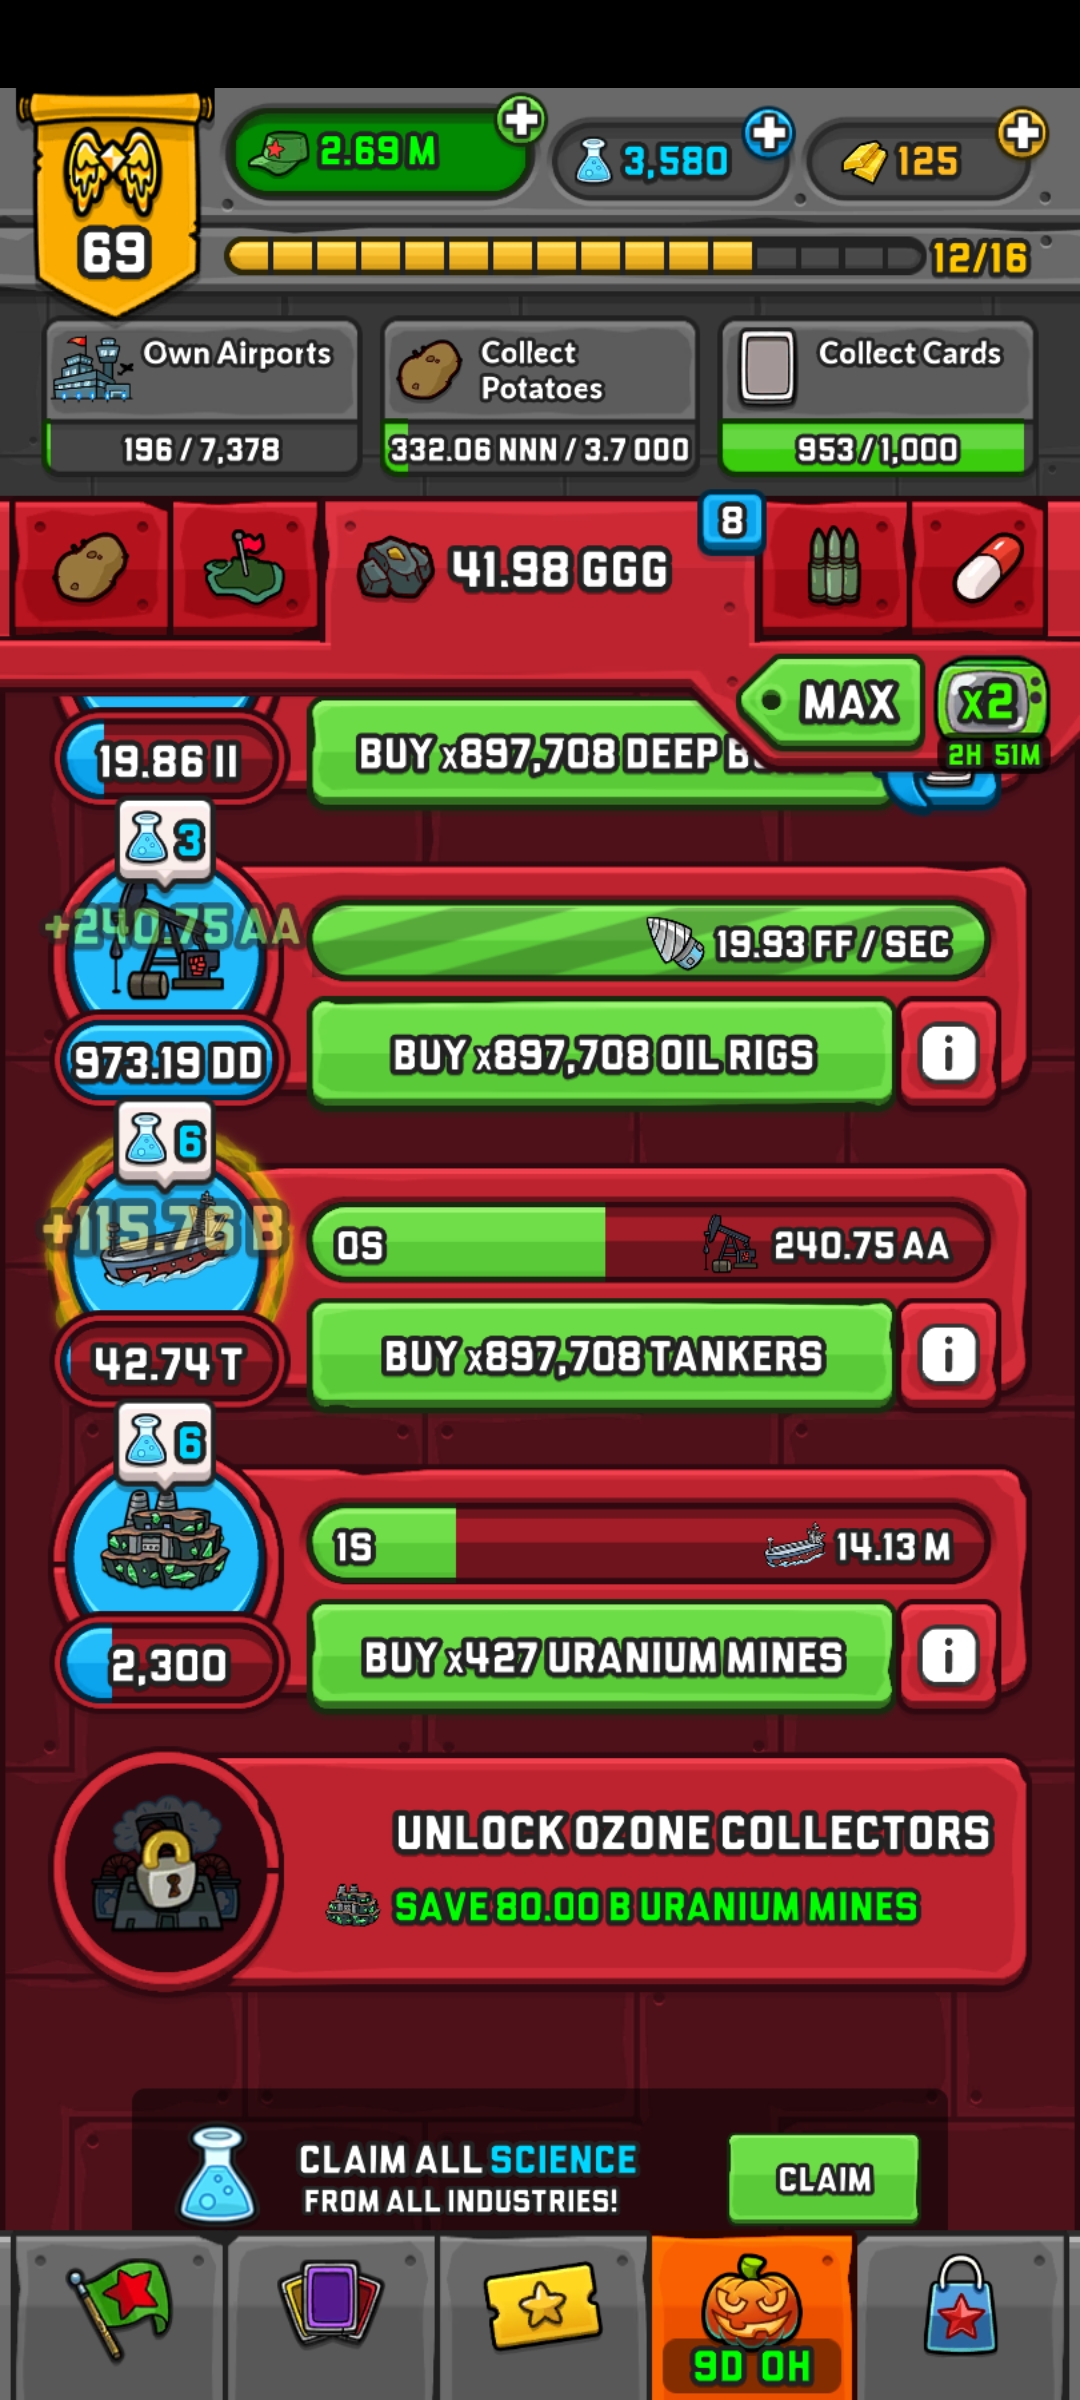 2.69 M
3,580
125
69
12/16
Own Airports
196 / 7,378
Collect
Potatoes
332.06 NNN / 3.7 OOO
Collect Cards
953 / 1,000
41.98 GGG
8
MAX
x2
2H 51M
19.86 II
BUY x897,708 DEEP
3
+240.75 AA
19.93 FF / SEC
973.19 DD
BUY x897,708 OIL RIGS
i
6
+115.76 B
0S
240.75 AA
42.74 T
BUY x897,708 TANKERS
i
6
1S
14.13 M
2,300
BUY x427 URANIUM MINES
i
UNLOCK OZONE COLLECTORS
SAVE 80.00 B URANIUM MINES
CLAIM ALL SCIENCE
FROM ALL INDUSTRIES!
CLAIM
9D 0H